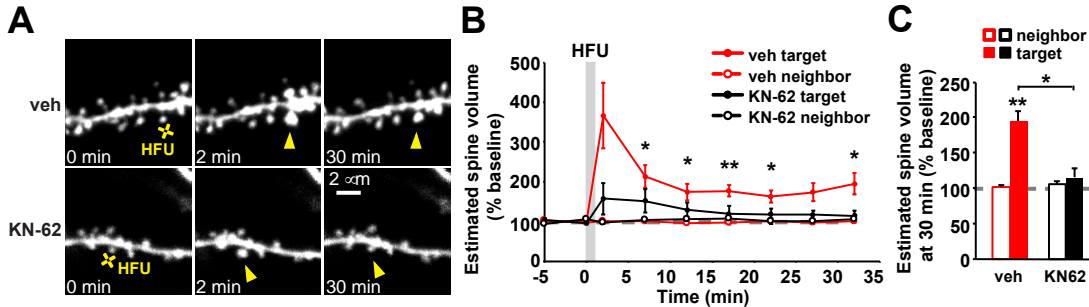 A
veh
0 min
HFU
2 min
30 min
KN-62
0 min
HFU
2 min
2 ∝m
30 min
B
HFU
veh target
veh neighbor
KN-62 target
KN-62 neighbor
Estimated spine volume
(% baseline)
500
400
300
200
100
* * ** * *
-5 0 5 10 15 20 25 30 35
Time (min)
C
neighbor
target
Estimated spine volume
at 30 min (% baseline)
250
200
150
100
50
0
*
**
veh KN62